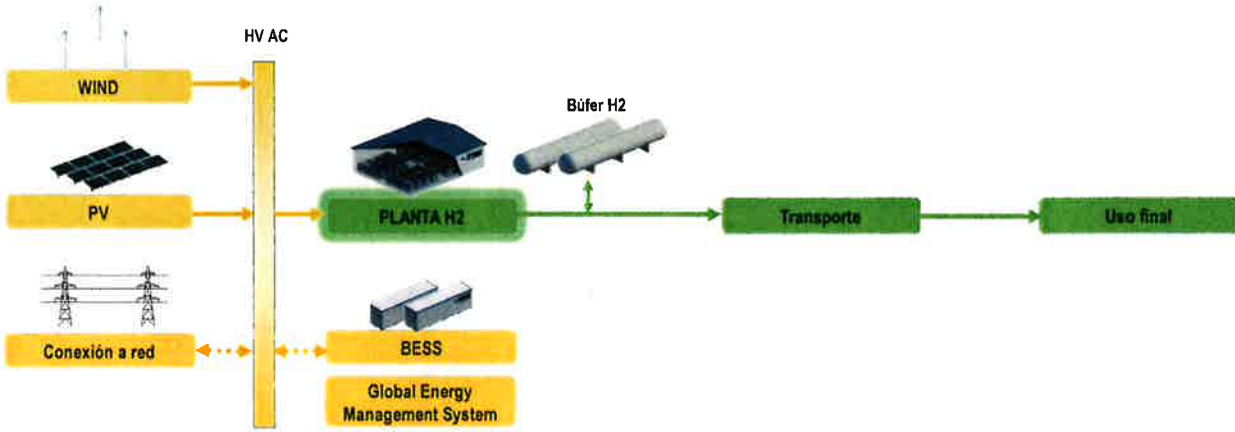 HV AC
WIND
Búfer H2
PV
PLANTA H2
Transporte
Uso final
Conexión a red
BESS
Global Energy
Management System